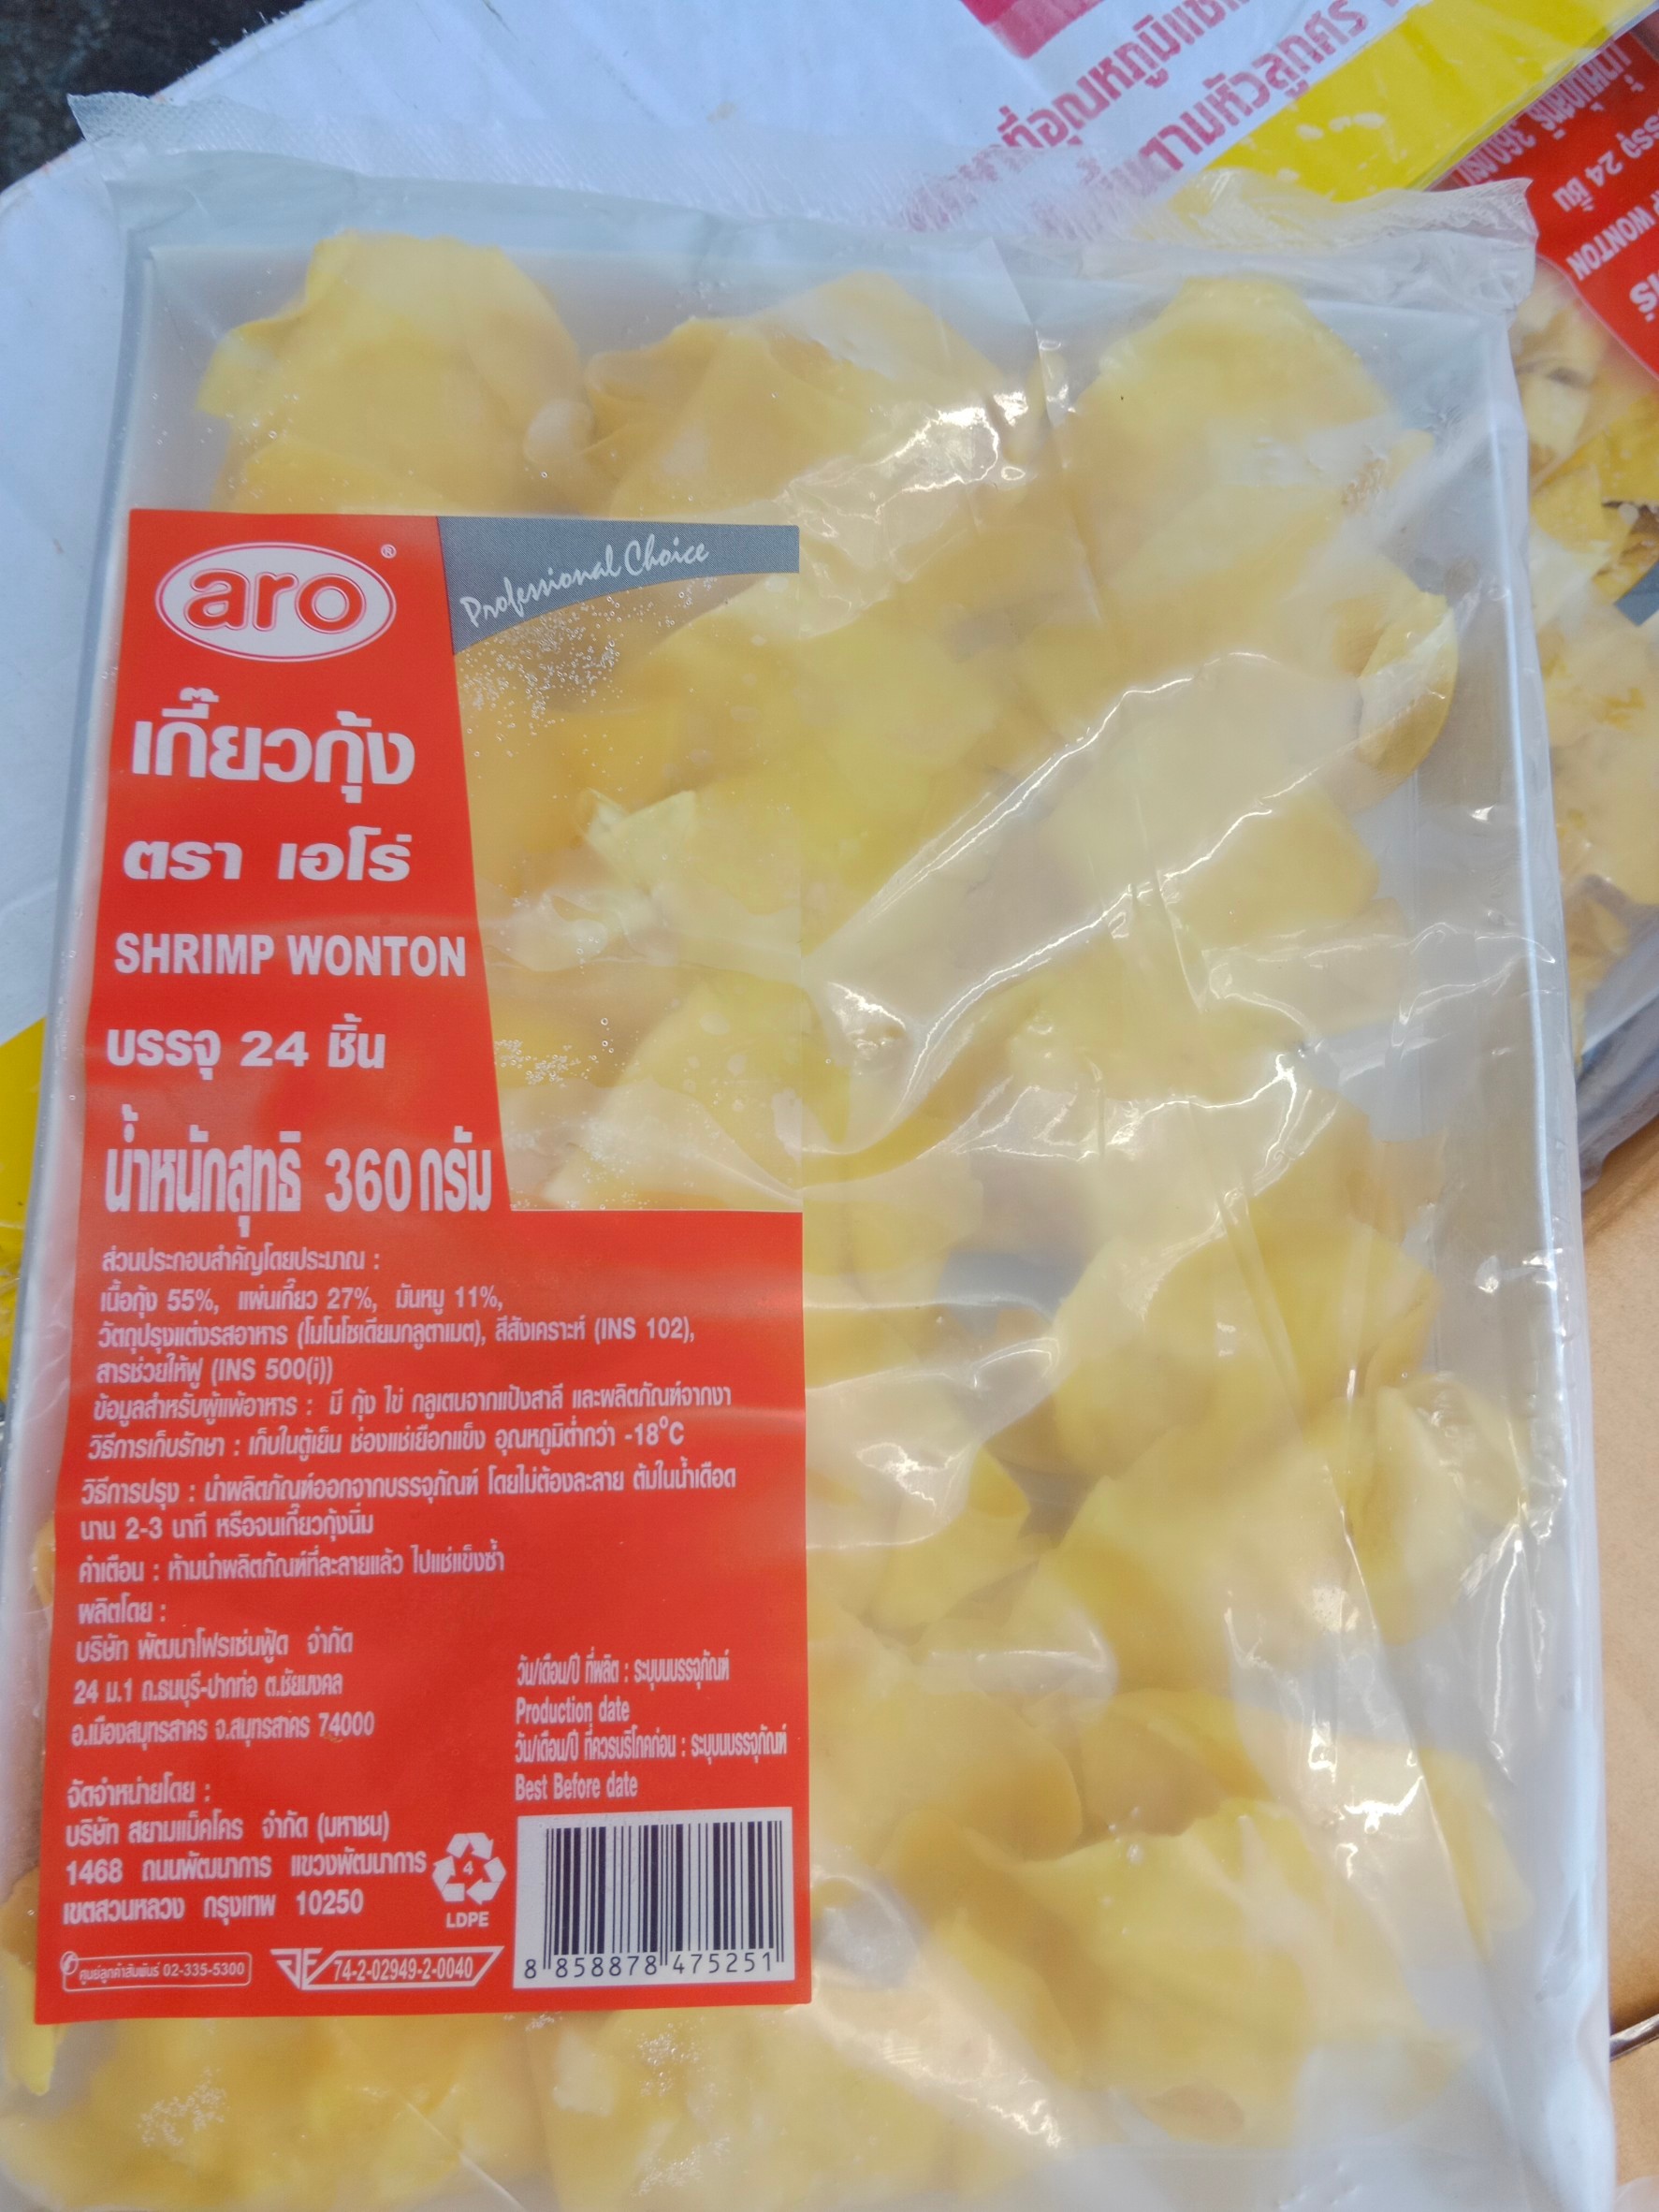 aro®
Professional Choice
เกี๊ยวกุ้ง
ตรา เอโร่
SHRIMP WONTON
บรรจุ 24 ชิ้น
น้ำหนักสุทธิ 360 กรัม
ส่วนประกอบสำคัญโดยประมาณ :
เนื้อกุ้ง 55%, แผ่นเกี๊ยว 27%, มันหมู 11%,
วัตถุปรุงแต่งรสอาหาร (โมโนโซเดียมกลูตาเมต), สีสังเคราะห์ (INS 102),
สารช่วยให้ฟู (INS 500(i))
ข้อมูลสำหรับผู้แพ้อาหาร : มี กุ้ง ไข่ กลูเตนจากแป้งสาลี และผลิตภัณฑ์จากงา
วิธีการเก็บรักษา : เก็บในตู้เย็น ช่องแช่เยือกแข็ง อุณหภูมิต่ำกว่า -18°C
วิธีการปรุง : นำผลิตภัณฑ์ออกจากบรรจุภัณฑ์ โดยไม่ต้องละลาย ต้มในน้ำเดือด
นาน 2-3 นาที หรือจนเกี๊ยวกุ้งนิ่ม
คำเตือน : ห้ามนำผลิตภัณฑ์ที่ละลายแล้ว ไปแช่แข็งซ้ำ
ผลิตโดย :
บริษัท พัฒนาโฟรเซ่นฟู้ด จำกัด
24 ม.1 ถ.ธนบุรี-ปากท่อ ต.ชัยมงคล
อ.เมืองสมุทรสาคร จ.สมุทรสาคร 74000
วัน/เดือน/ปี ที่ผลิต : ระบุบนบรรจุภัณฑ์
Production date
วัน/เดือน/ปี ที่ควรบริโภคก่อน : ระบุบนบรรจุภัณฑ์
Best Before date
จัดจำหน่ายโดย :
บริษัท สยามแม็คโคร จำกัด (มหาชน)
1468 ถนนพัฒนาการ แขวงพัฒนาการ
เขตสวนหลวง กรุงเทพ 10250
4
LDPE
ศูนย์ลูกค้าสัมพันธ์ 02-335-5300
74-2-02949-2-0040
8 858878 475251
บรรจุ 24 ชิ้น
WONTON